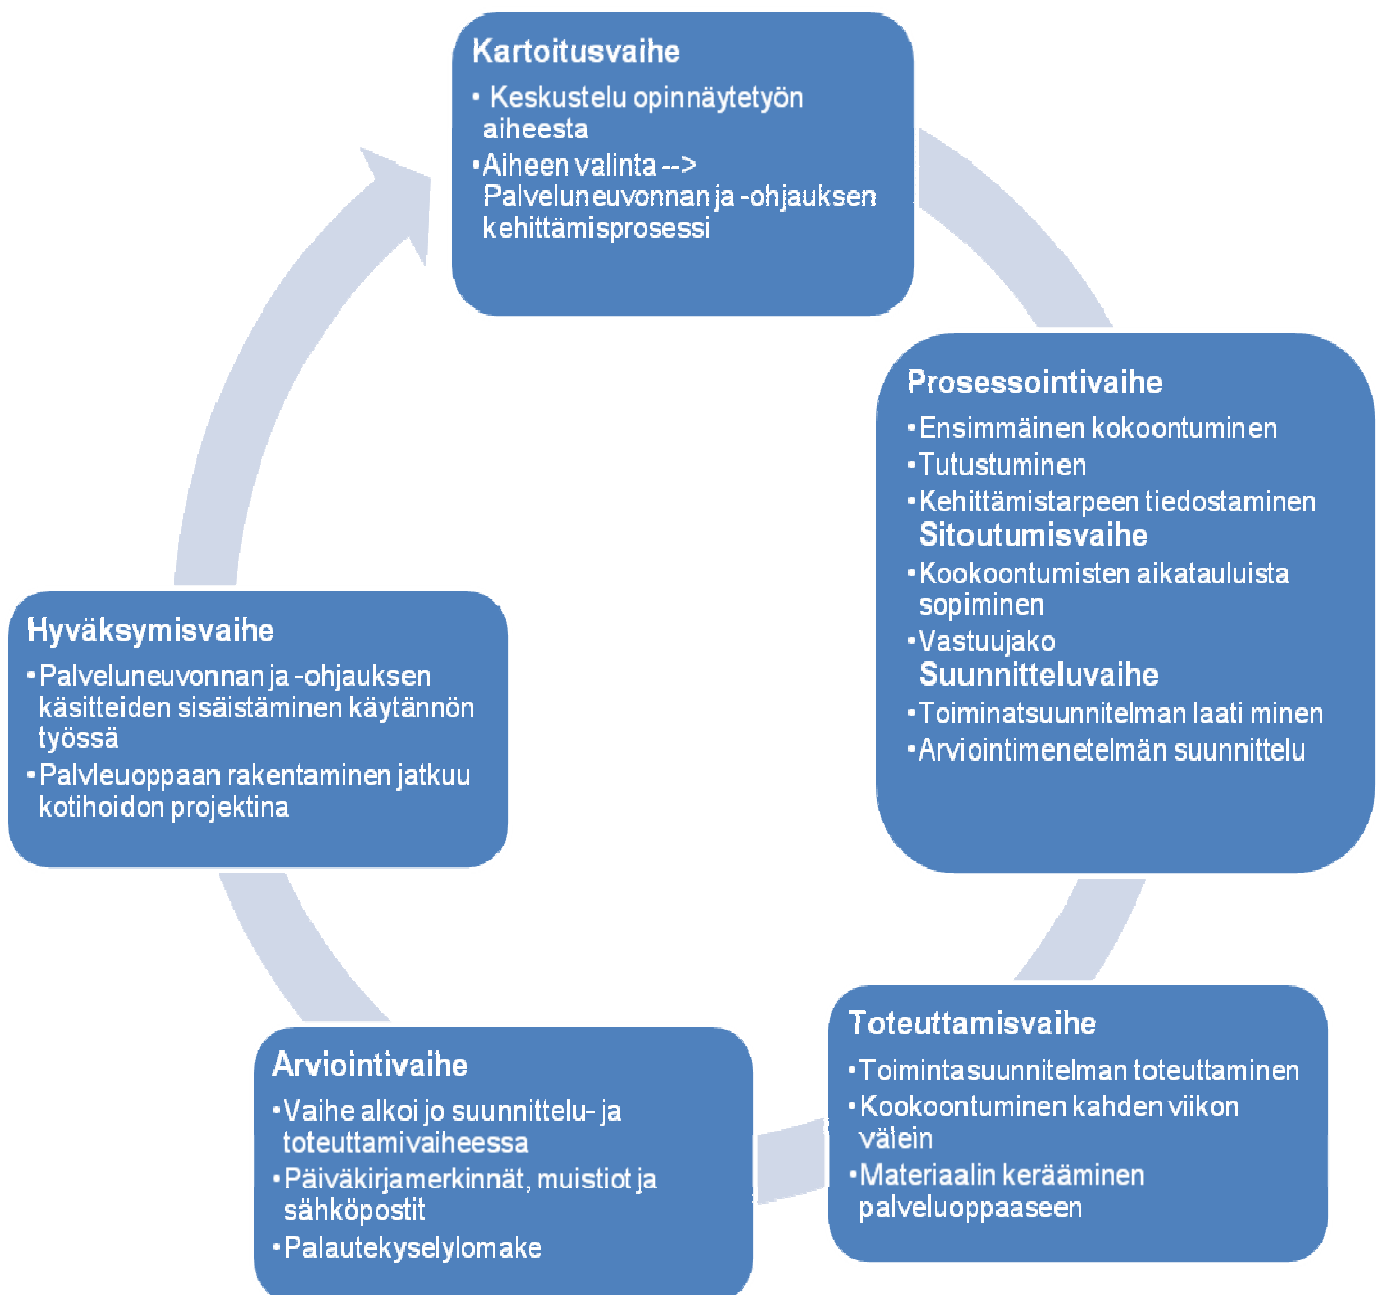 Kartoitusvaihe
• Keskustelu opinnäytetyön
aiheesta
• Aiheen valinta -->
Palveluneuvonnan ja -ohjauksen
kehittämisprosessi
Prosessointivaihe
• Ensimmäinen kokoontuminen
• Tutustuminen
• Kehittämistarpeen tiedostaminen
Sitoutumisvaihe
• Kookoontumisten aikatauluista
sopiminen
• Vastuujako
Suunnitteluvaihe
• Toiminatsuunnitelman laati minen
• Arviointimenetelmän suunnittelu
Toteuttamisvaihe
• Toimintasuunnitelman toteuttaminen
• Kookoontuminen kahden viikon
välein
• Materiaalin kerääminen
palveluoppaaseen
Arviointivaihe
• Vaihe alkoi jo suunnittelu- ja
toteuttamivaiheessa
• Päiväkirjamerkinnät, muistiot ja
sähköpostit
• Palautekyselylomake
Hyväksymisvaihe
• Palveluneuvonnan ja -ohjauksen
käsitteiden sisäistäminen käytännön
työssä
• Palvleuoppaan rakentaminen jatkuu
kotihoidon projektina